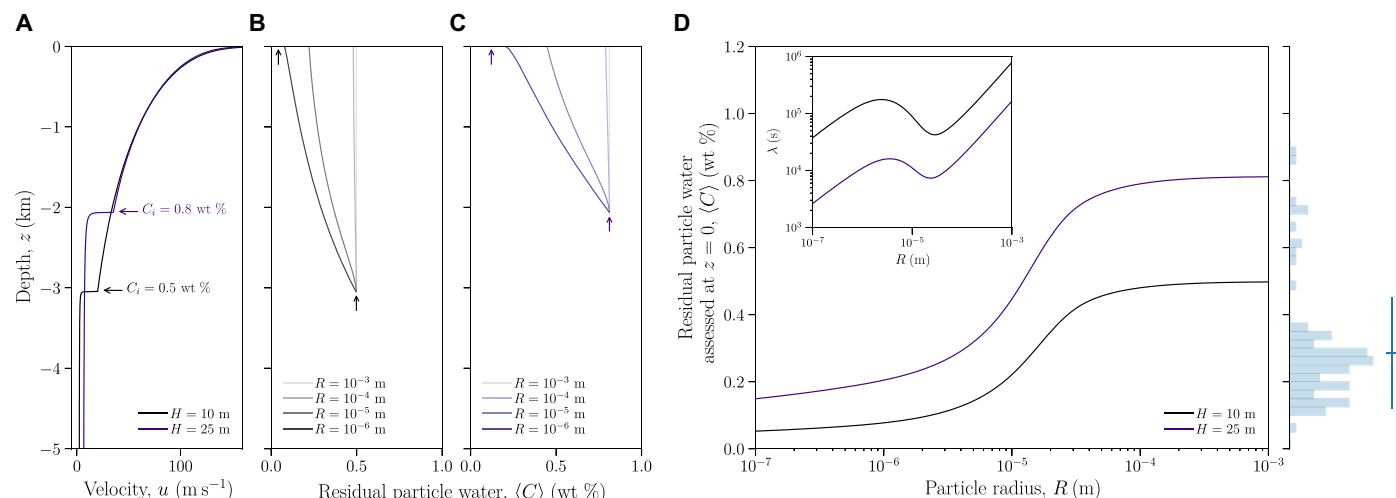 A
B
C
D
0
−1
−2
−3
−4
−5
Depth, z (km)
C_i = 0.8 wt %
C_i = 0.5 wt %
H = 10 m
H = 25 m
0
100
Velocity, u (m s⁻¹)
R = 10⁻³ m
R = 10⁻⁴ m
R = 10⁻⁵ m
R = 10⁻⁶ m
0.0
0.5
1.0
R = 10⁻³ m
R = 10⁻⁴ m
R = 10⁻⁵ m
R = 10⁻⁶ m
0.0
0.5
1.0
Residual particle water, ⟨C⟩ (wt %)
Residual particle water
assessed at z = 0, ⟨C⟩ (wt %)
1.2
1.0
0.8
0.6
0.4
0.2
0.0
10⁶
10⁵
10⁴
10³
λ (s)
10⁻⁷
10⁻⁵
10⁻³
R (m)
H = 10 m
H = 25 m
10⁻⁷
10⁻⁶
10⁻⁵
10⁻⁴
10⁻³
Particle radius, R (m)